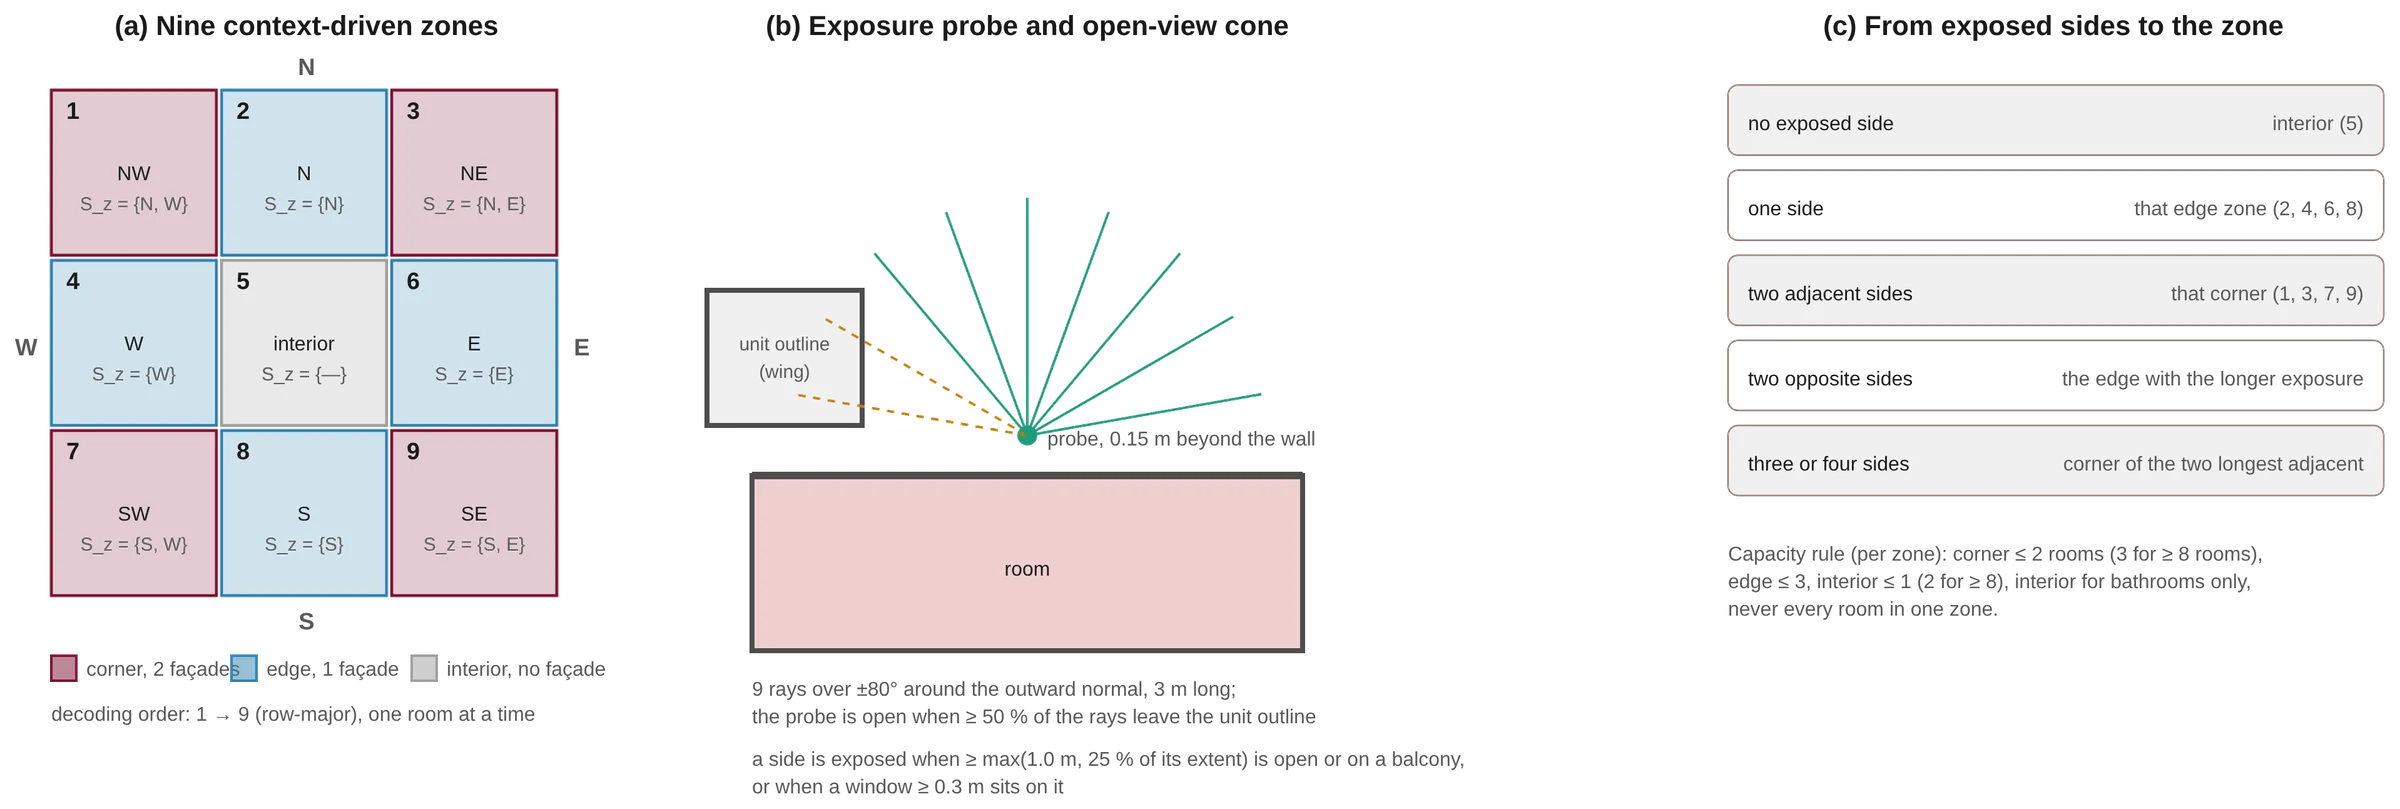 (a) Nine context-driven zones
N
1
2
3
NW
N
NE
S_z = {N, W}
S_z = {N}
S_z = {N, E}
W
4
5
6
E
W
interior
E
S_z = {W}
S_z = {—}
S_z = {E}
7
8
9
SW
S
SE
S_z = {S, W}
S_z = {S}
S_z = {S, E}
S
corner, 2 façades
edge, 1 façade
interior, no façade
decoding order: 1 → 9 (row-major), one room at a time
(b) Exposure probe and open-view cone
unit outline
(wing)
probe, 0.15 m beyond the wall
room
9 rays over ±80° around the outward normal, 3 m long;
the probe is open when ≥ 50 % of the rays leave the unit outline
a side is exposed when ≥ max(1.0 m, 25 % of its extent) is open or on a balcony,
or when a window ≥ 0.3 m sits on it
(c) From exposed sides to the zone
no exposed side interior (5)
one side that edge zone (2, 4, 6, 8)
two adjacent sides that corner (1, 3, 7, 9)
two opposite sides the edge with the longer exposure
three or four sides corner of the two longest adjacent
Capacity rule (per zone): corner ≤ 2 rooms (3 for ≥ 8 rooms),
edge ≤ 3, interior ≤ 1 (2 for ≥ 8), interior for bathrooms only,
never every room in one zone.